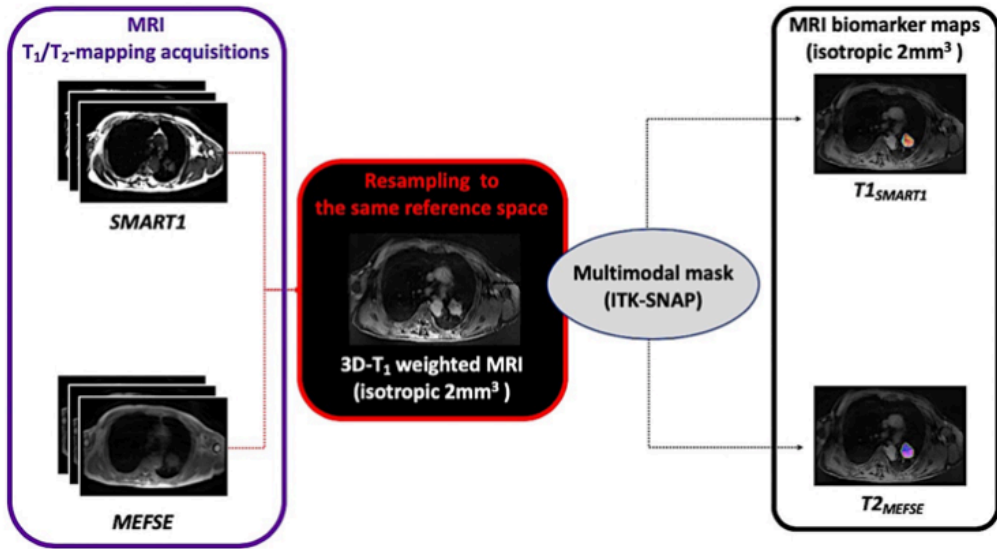 MRI
T₁/T₂-mapping acquisitions
SMART1
MEFSE
Resampling to
the same reference space
3D-T₁ weighted MRI
(isotropic 2mm³ )
Multimodal mask
(ITK-SNAP)
MRI biomarker maps
(isotropic 2mm³ )
T1SMART1
T2MEFSE